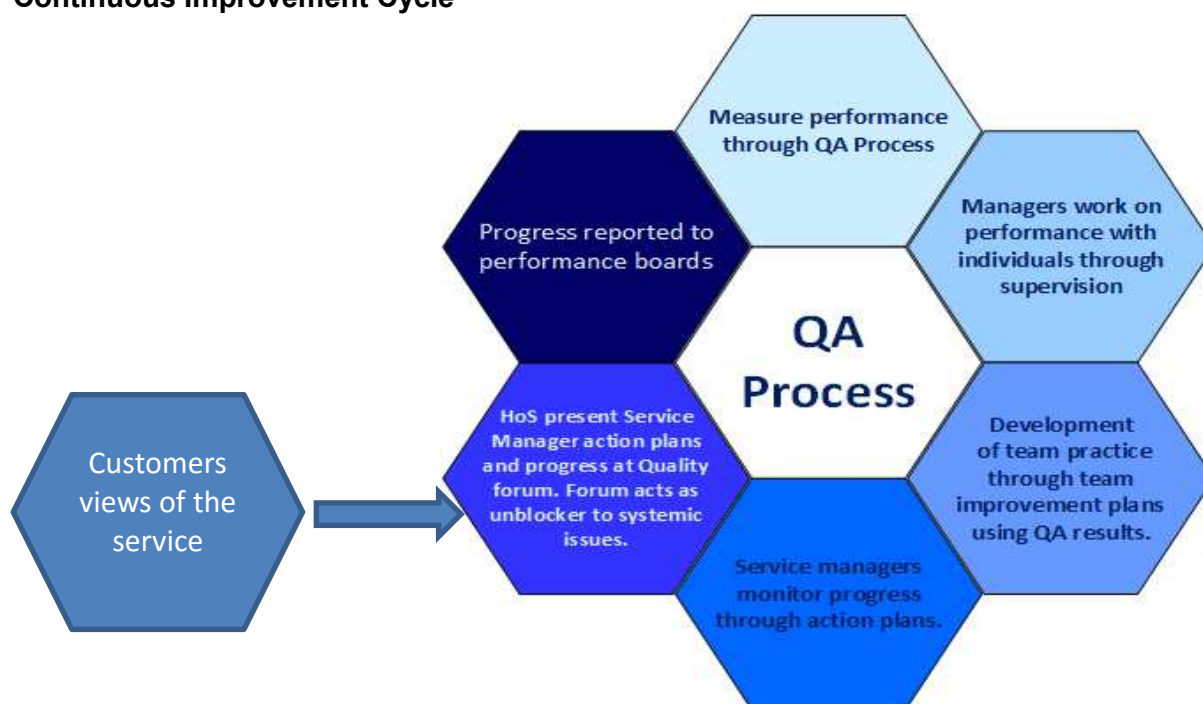 Continuous Improvement Cycle
Measure performance
through QA Process
Managers work on
performance with
individuals through
supervision
Progress reported to
performance boards
QA
Process
HoS present Service
Manager action plans
and progress at Quality
forum. Forum acts as
unblocker to systemic
issues.
Development
of team practice
through team
improvement plans
using QA results.
Customers
views of the
service
Service managers
monitor progress
through action plans.